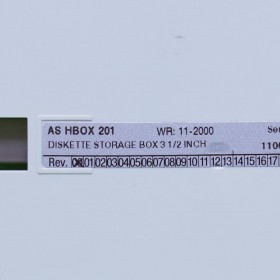 AS HBOX 201 WR: 11-2000
DISKETTE STORAGE BOX 3 1/2 INCH 1100
Rev. 01 02 03 04 05 06 07 08 09 10 11 12 13 14 15 16 17